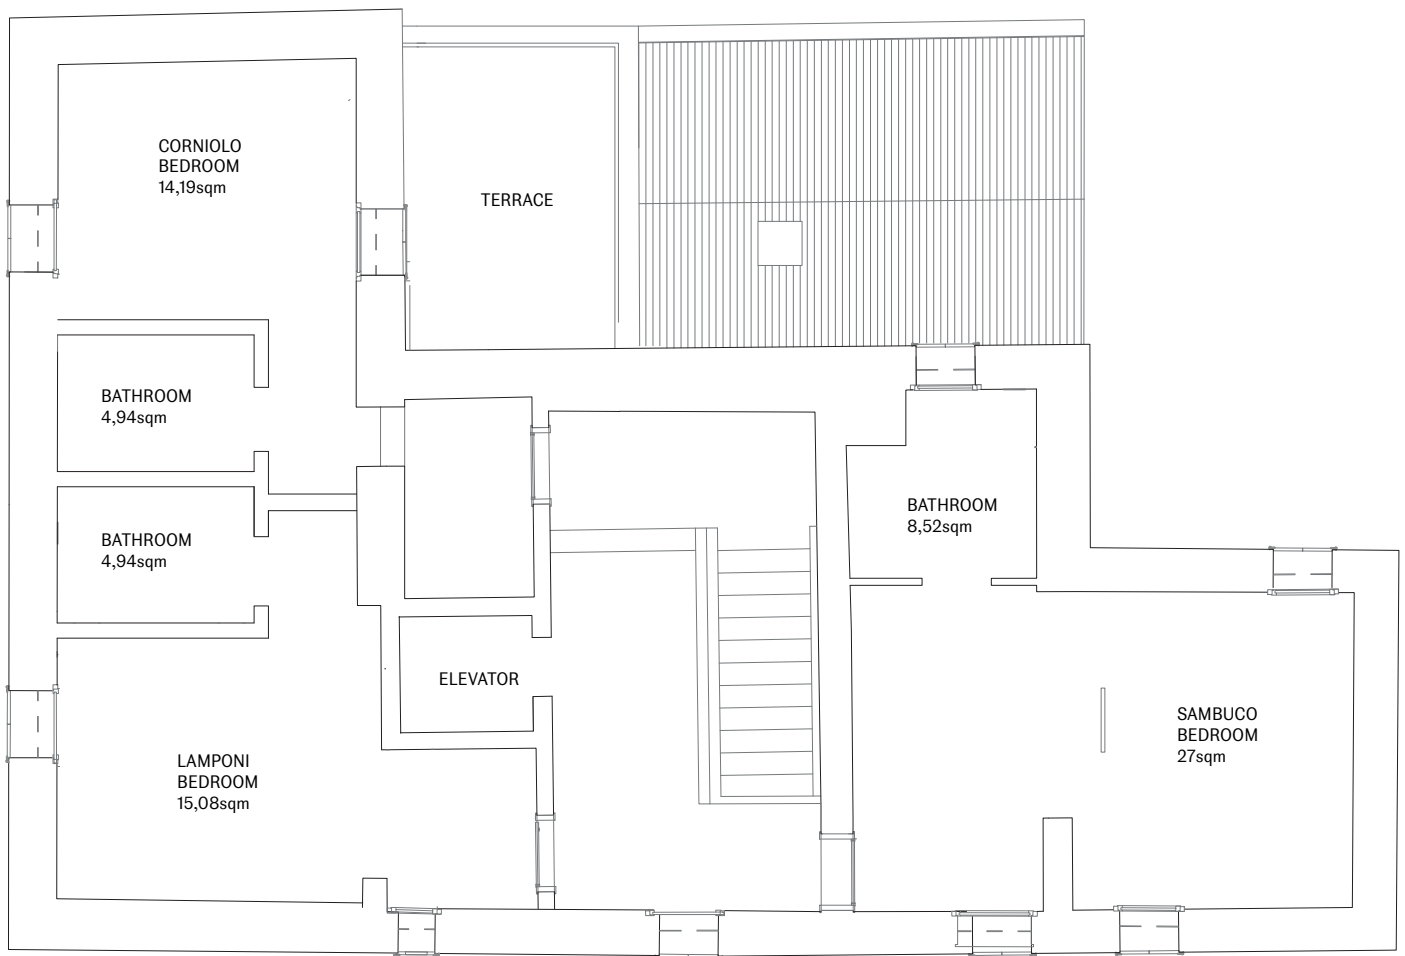 CORNIOLO
BEDROOM
14,19sqm
TERRACE
BATHROOM
4,94sqm
BATHROOM
8,52sqm
BATHROOM
4,94sqm
ELEVATOR
SAMBUCO
BEDROOM
27sqm
LAMPONI
BEDROOM
15,08sqm